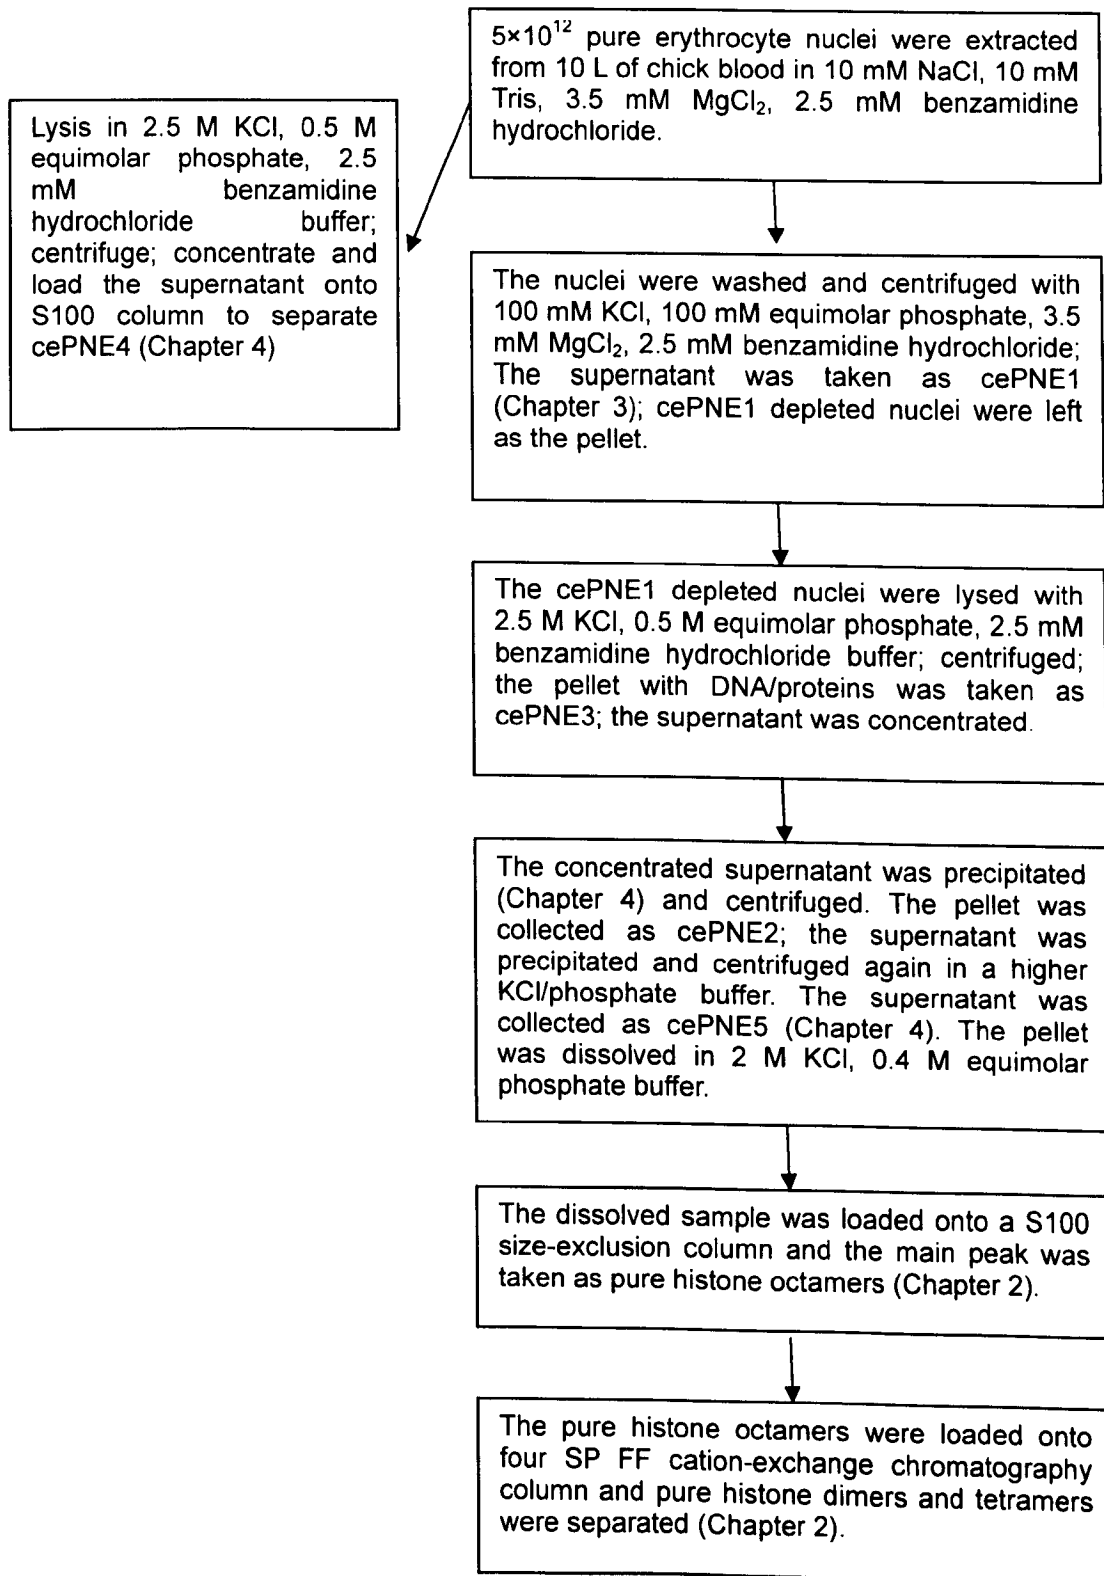 5×10¹² pure erythrocyte nuclei were extracted
from 10 L of chick blood in 10 mM NaCl, 10 mM
Tris, 3.5 mM MgCl₂, 2.5 mM benzamidine
hydrochloride.
Lysis in 2.5 M KCl, 0.5 M
equimolar phosphate, 2.5
mM benzamidine
hydrochloride buffer;
centrifuge; concentrate and
load the supernatant onto
S100 column to separate
cePNE4 (Chapter 4)
The nuclei were washed and centrifuged with
100 mM KCl, 100 mM equimolar phosphate, 3.5
mM MgCl₂, 2.5 mM benzamidine hydrochloride;
The supernatant was taken as cePNE1
(Chapter 3); cePNE1 depleted nuclei were left
as the pellet.
The cePNE1 depleted nuclei were lysed with
2.5 M KCl, 0.5 M equimolar phosphate, 2.5 mM
benzamidine hydrochloride buffer; centrifuged;
the pellet with DNA/proteins was taken as
cePNE3; the supernatant was concentrated.
The concentrated supernatant was precipitated
(Chapter 4) and centrifuged. The pellet was
collected as cePNE2; the supernatant was
precipitated and centrifuged again in a higher
KCl/phosphate buffer. The supernatant was
collected as cePNE5 (Chapter 4). The pellet
was dissolved in 2 M KCl, 0.4 M equimolar
phosphate buffer.
The dissolved sample was loaded onto a S100
size-exclusion column and the main peak was
taken as pure histone octamers (Chapter 2).
The pure histone octamers were loaded onto
four SP FF cation-exchange chromatography
column and pure histone dimers and tetramers
were separated (Chapter 2).